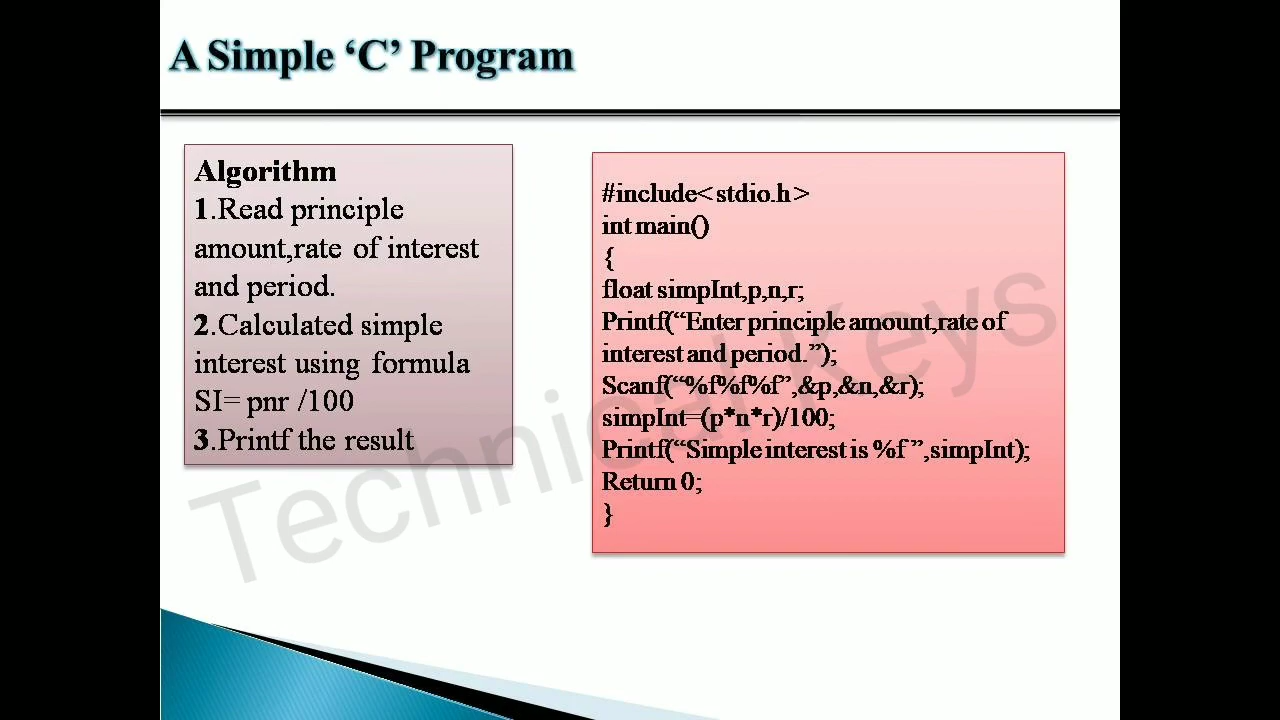 A Simple ‘C’ Program
Algorithm
1.Read principle
amount,rate of interest
and period.
2.Calculated simple
interest using formula
SI= pnr /100
3.Printf the result
#include< stdio.h >
int main()
{
float simpInt,p,n,r;
Printf(“Enter principle amount,rate of
interest and period.”);
Scanf(“%f%f%f”,&p,&n,&r);
simpInt=(p*n*r)/100;
Printf(“Simple interest is %f ”,simpInt);
Return 0;
}
Technical Keys